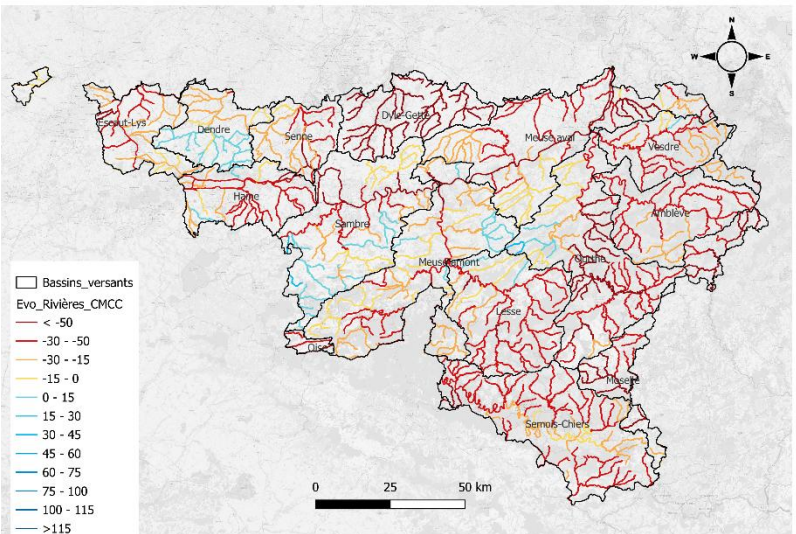 N
W E
S
Escaut-Lys
Dendre
Senne
Dyle-Gette
Meuse aval
Vesdre
Haine
Sambre
Amblève
Meuse amont
Ourthe
Lesse
Oise
Moselle
Semois-Chiers
Bassins_versants
Evo_Rivières_CMCC
< -50
-30 - -50
-30 - -15
-15 - 0
0 - 15
15 - 30
30 - 45
45 - 60
60 - 75
75 - 100
100 - 115
>115
0 25 50 km